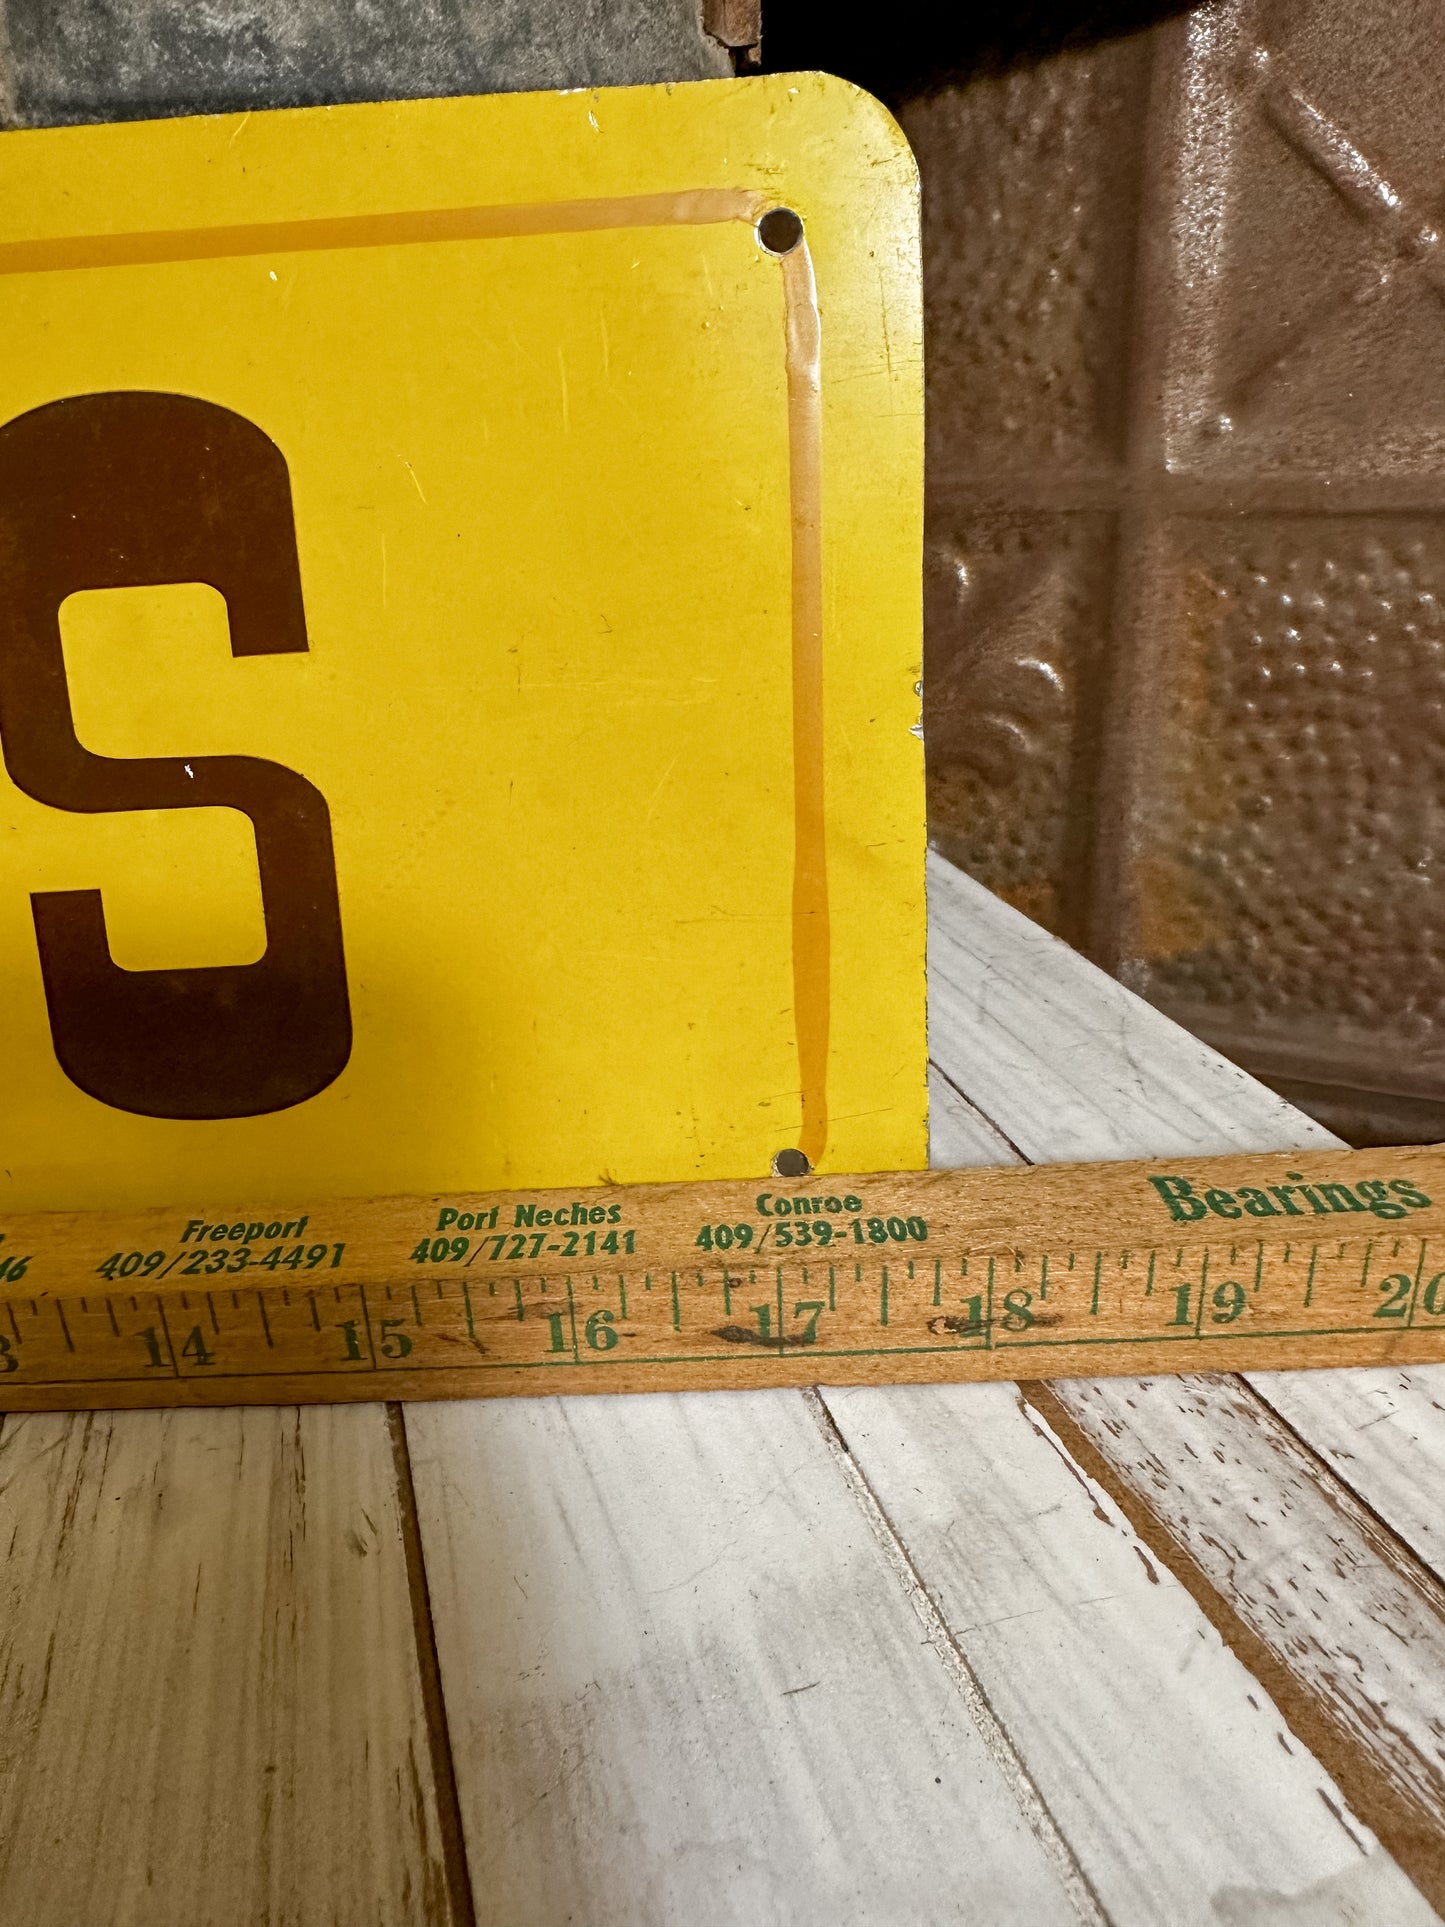 S
Freeport
Port Neches
Conroe
Bearings
409/233-4491
409/727-2141
409/539-1800
14 15 16 17 18 19 20